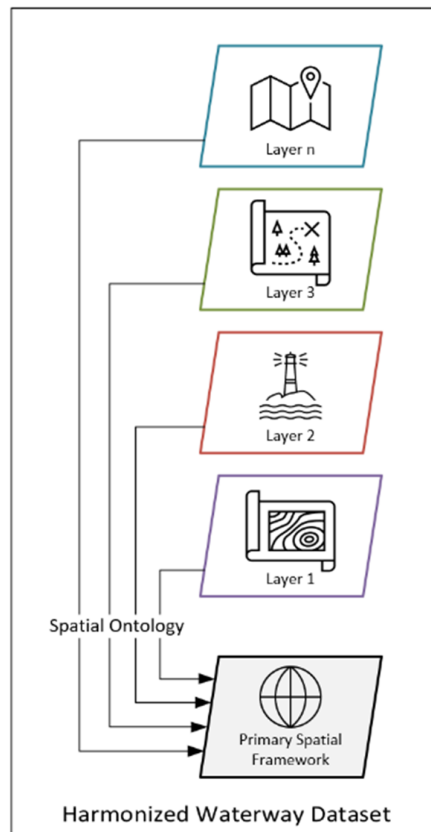 Layer n
Layer 3
Layer 2
Layer 1
Spatial Ontology
Primary Spatial
Framework
Harmonized Waterway Dataset